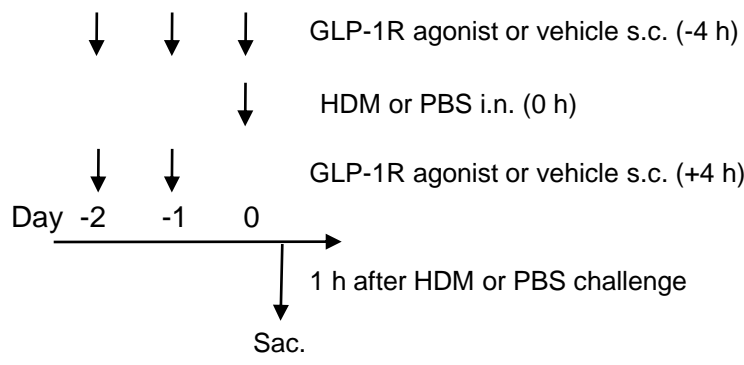 GLP-1R agonist or vehicle s.c. (-4 h)
HDM or PBS i.n. (0 h)
GLP-1R agonist or vehicle s.c. (+4 h)
Day -2 -1 0
1 h after HDM or PBS challenge
Sac.